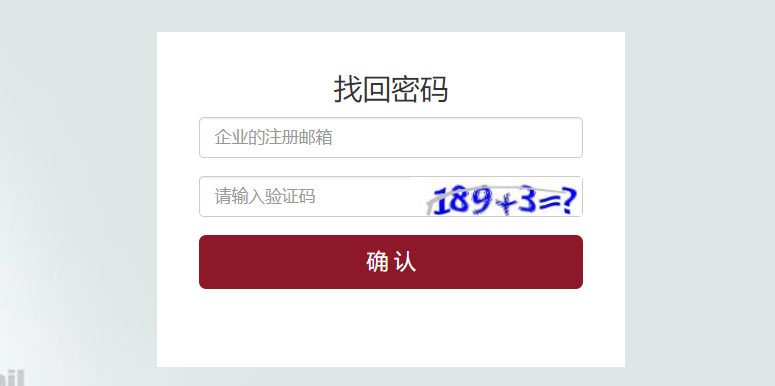 找回密码
企业的注册邮箱
请输入验证码
189+3=?
确认